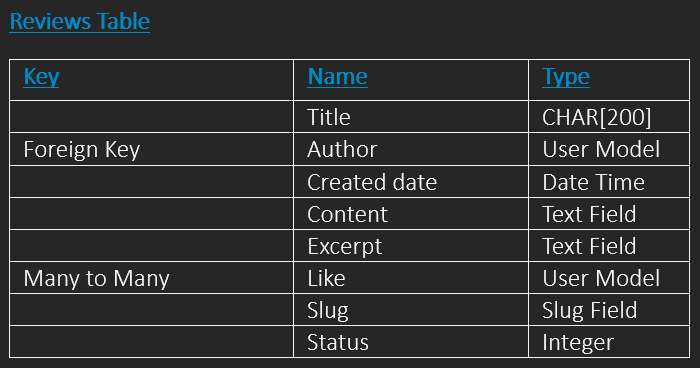 Reviews Table
Key Name Type
Title CHAR[200]
Foreign Key Author User Model
Created date Date Time
Content Text Field
Excerpt Text Field
Many to Many Like User Model
Slug Slug Field
Status Integer